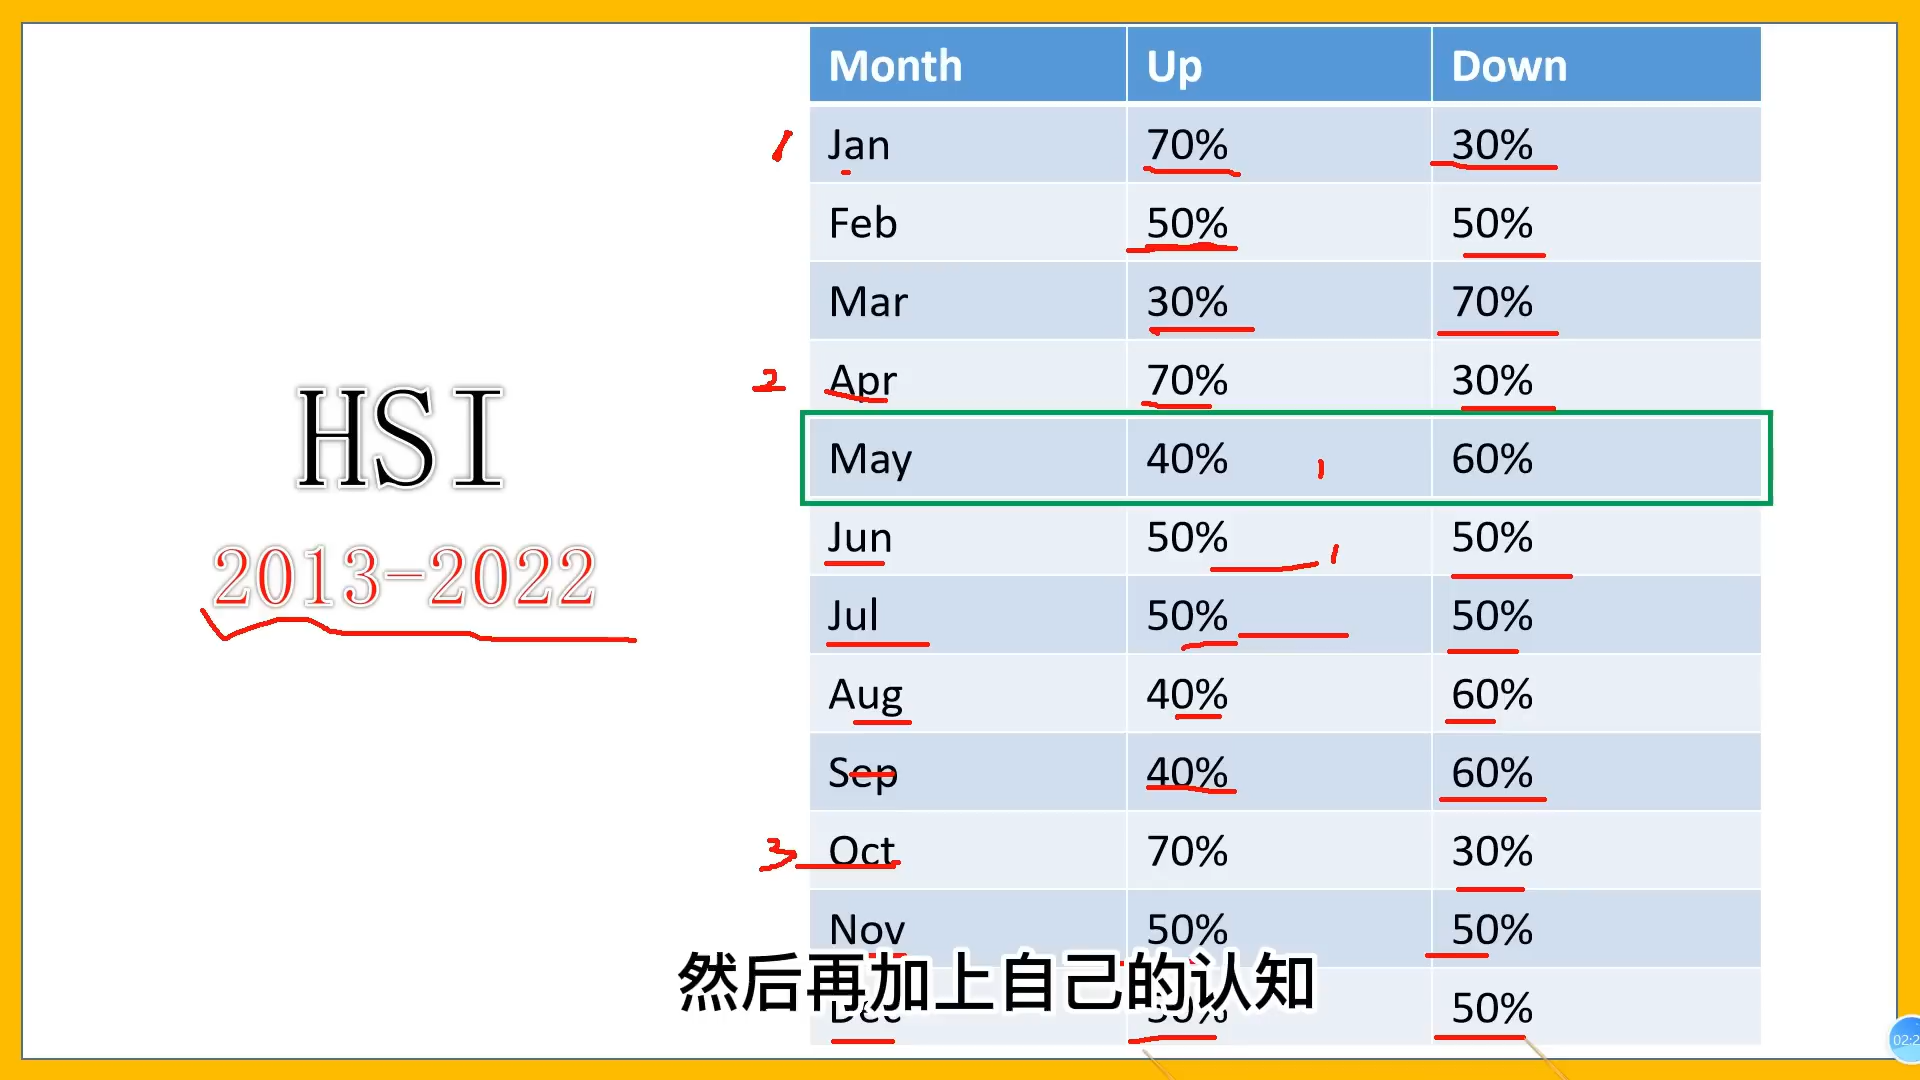 Month Up Down
1 Jan 70% 30%
Feb 50% 50%
Mar 30% 70%
2 Apr 70% 30%
May 40% 60%
HSI
2013-2022
Jun 50% 50%
Jul 50% 50%
Aug 40% 60%
Sep 40% 60%
3 Oct 70% 30%
Nov 50% 50%
Dec 50% 50%
然后再加上自己的认知